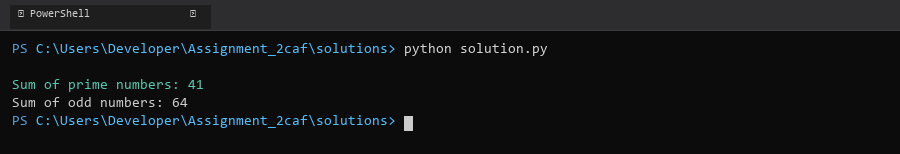 PowerShell
PS C:\Users\Developer\Assignment_2caf\solutions> python solution.py
Sum of prime numbers: 41
Sum of odd numbers: 64
PS C:\Users\Developer\Assignment_2caf\solutions>